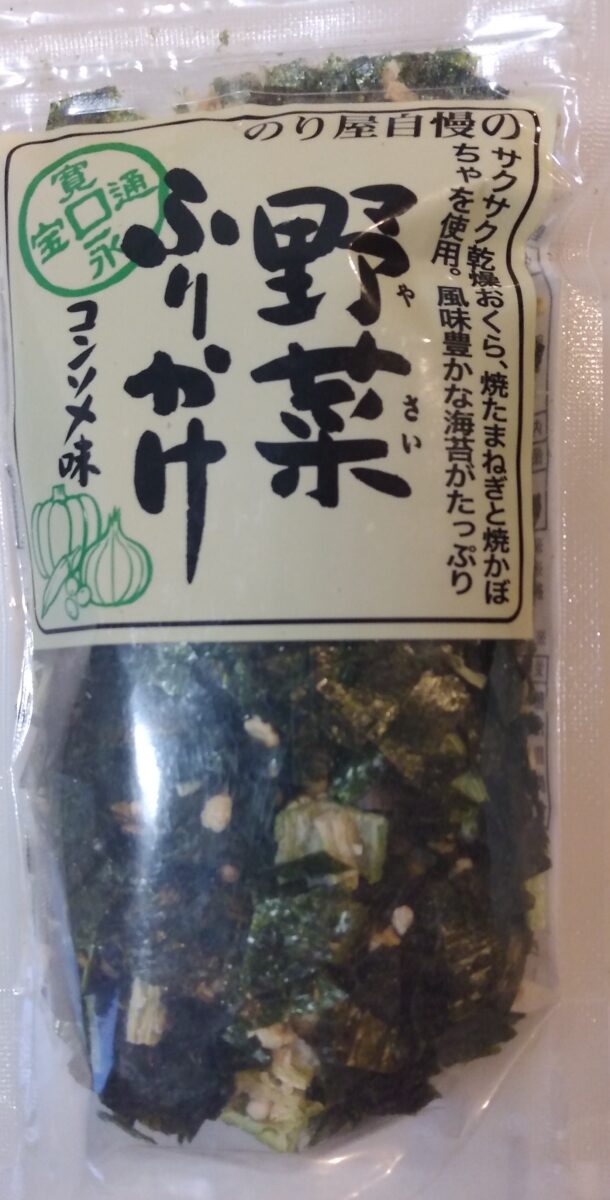 のり屋自慢の
サクサク乾燥おくら、焼たまねぎと焼かぼ
ちゃを使用。風味豊かな海苔がたっぷり
野菜
やさい
ふりかけ
コンソメ味
寛永通宝